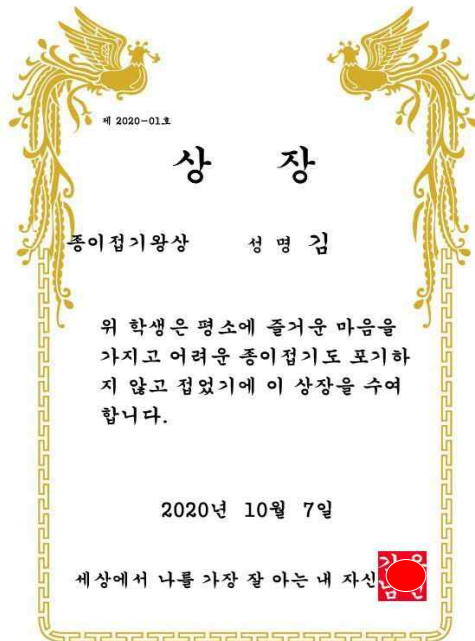 제 2020-01호
상 장
종이접기왕상 성 명 김
위 학생은 평소에 즐거운 마음을
가지고 어려운 종이접기도 포기하
지 않고 접었기에 이 상장을 수여
합니다.
2020년 10월 7일
세상에서 나를 가장 잘 아는 내 자신